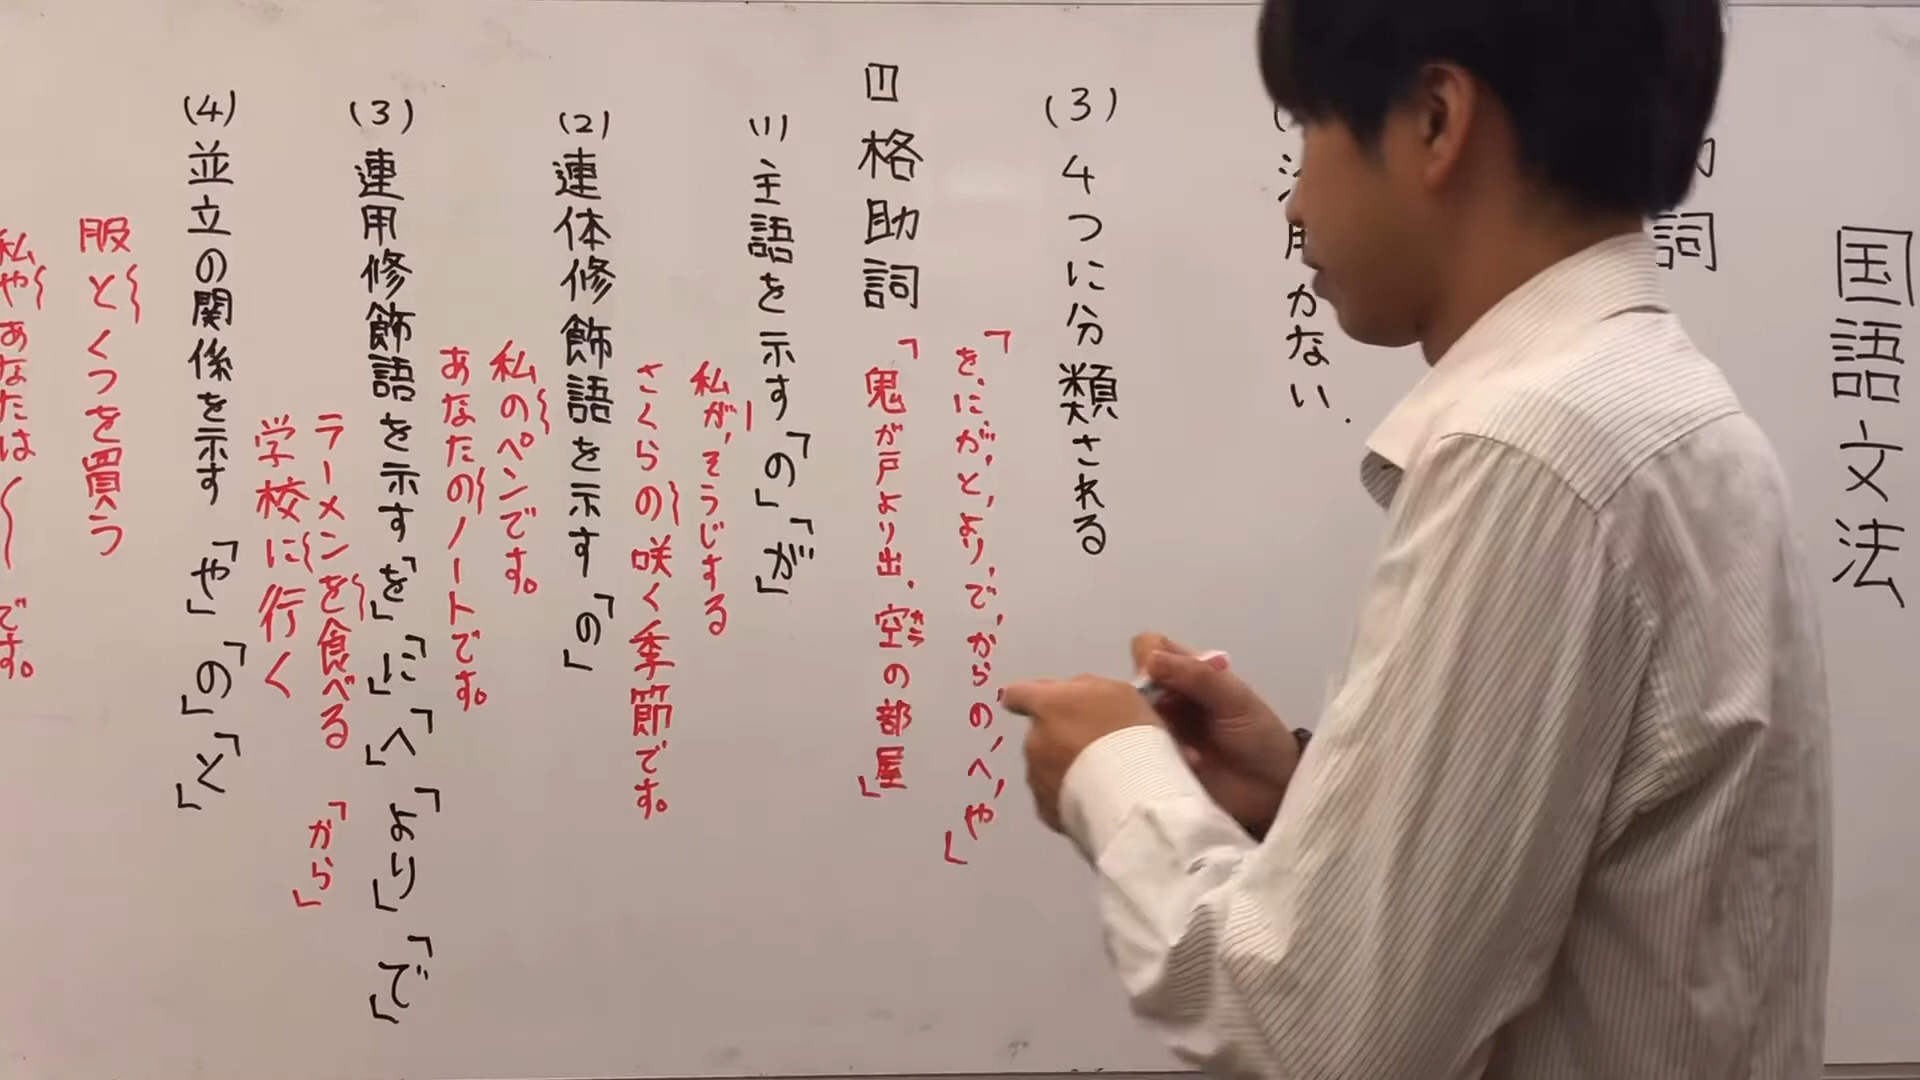 国語文法
詞
かない.
(3)4つに分類される
「を、に、が、と、より、で、から、の、へ、や」
1 格助詞
「鬼が戸より出、空の部屋」
から
(1)主語を示す「の」「が」
私が、そうじする
さくらの咲く季節です。
(2)連体修飾語を示す「の」
私のペンです。
あなたのノートです。
(3)連用修飾語を示す「を」「に」「へ」「より」「で」
ラーメンを食べる
「から」
学校に行く
(4)並立の関係を示す「や」「の」「と」
服とくつを買う
私やあなたは〜です。